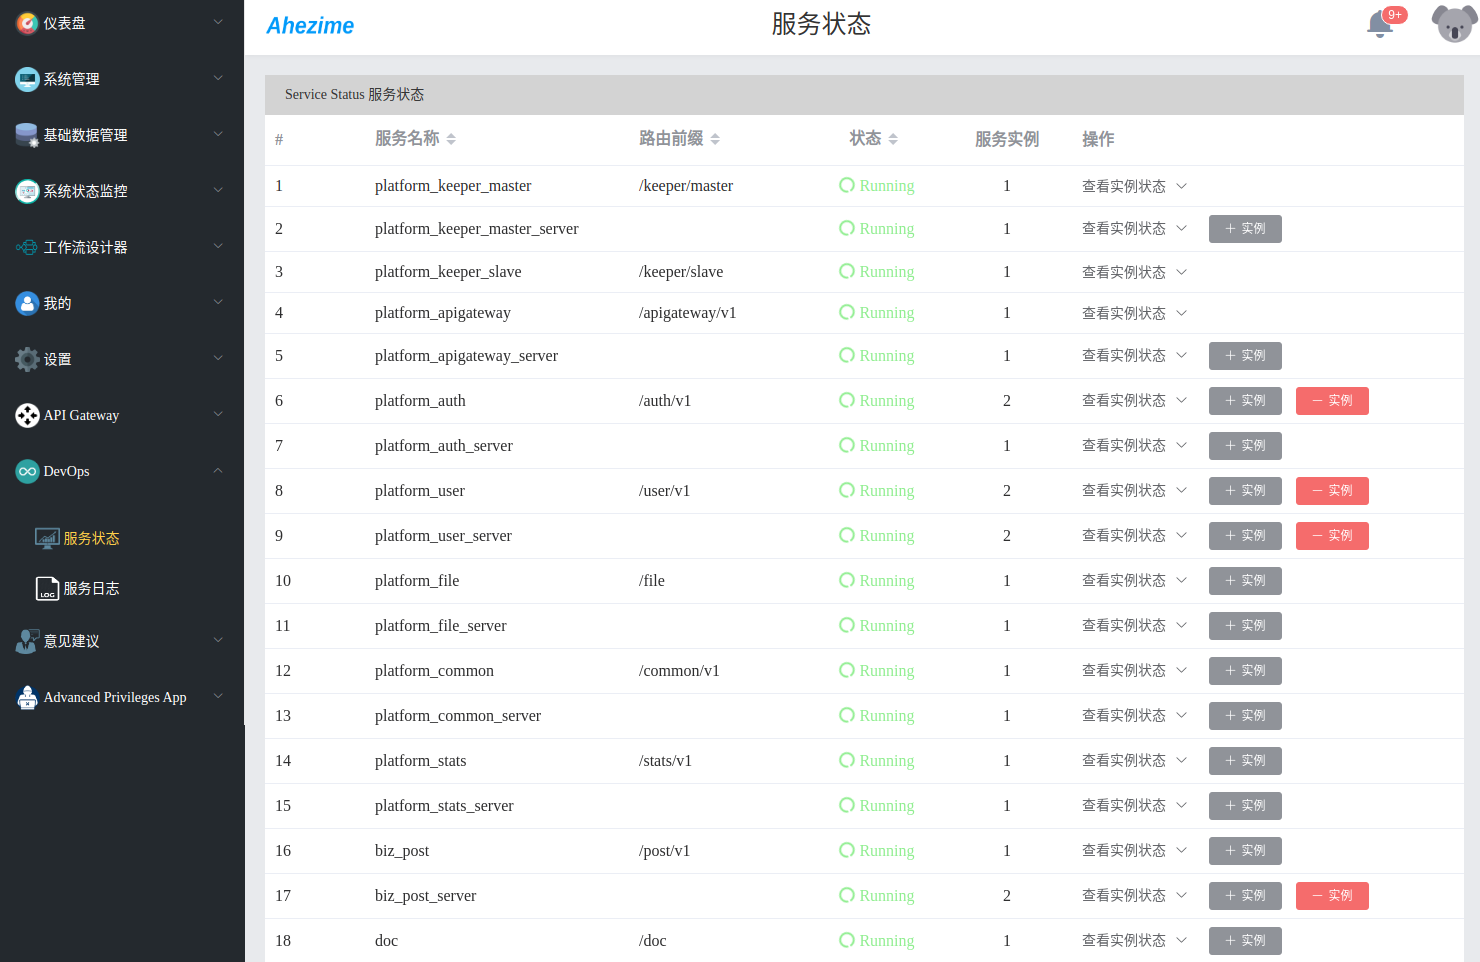 仪表盘
系统管理
基础数据管理
系统状态监控
工作流设计器
我的
设置
API Gateway
DevOps
服务状态
LOG
服务日志
意见建议
Advanced Privileges App
Ahezime
服务状态
9+
Service Status 服务状态
# 服务名称 路由前缀 状态 服务实例 操作
1 platform_keeper_master /keeper/master Running 1 查看实例状态
2 platform_keeper_master_server Running 1 查看实例状态 + 实例
3 platform_keeper_slave /keeper/slave Running 1 查看实例状态
4 platform_apigateway /apigateway/v1 Running 1 查看实例状态
5 platform_apigateway_server Running 1 查看实例状态 + 实例
6 platform_auth /auth/v1 Running 2 查看实例状态 + 实例 － 实例
7 platform_auth_server Running 1 查看实例状态 + 实例
8 platform_user /user/v1 Running 2 查看实例状态 + 实例 － 实例
9 platform_user_server Running 2 查看实例状态 + 实例 － 实例
10 platform_file /file Running 1 查看实例状态 + 实例
11 platform_file_server Running 1 查看实例状态 + 实例
12 platform_common /common/v1 Running 1 查看实例状态 + 实例
13 platform_common_server Running 1 查看实例状态 + 实例
14 platform_stats /stats/v1 Running 1 查看实例状态 + 实例
15 platform_stats_server Running 1 查看实例状态 + 实例
16 biz_post /post/v1 Running 1 查看实例状态 + 实例
17 biz_post_server Running 2 查看实例状态 + 实例 － 实例
18 doc /doc Running 1 查看实例状态 + 实例